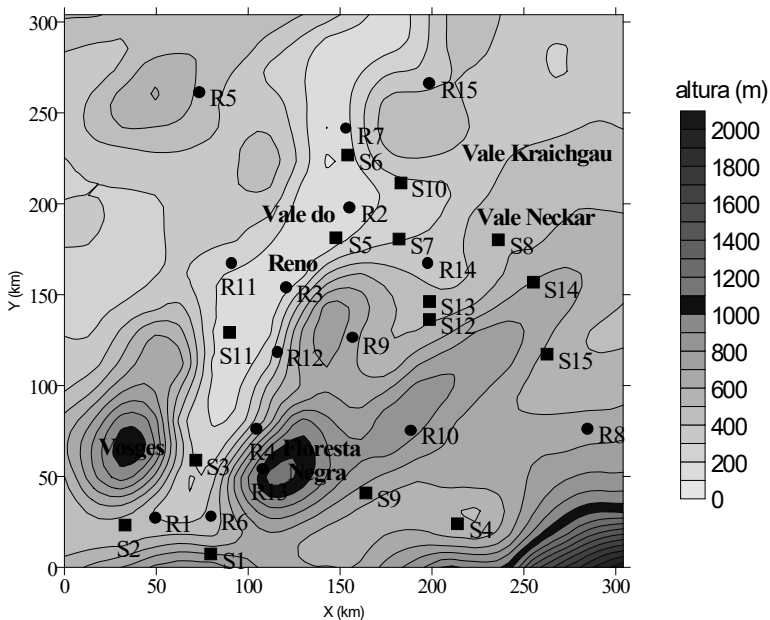 300
250
200
150
100
50
0
Y (km)
0
50
100
150
200
250
300
X (km)
R5
R15
R7
S6
Vale Kraichgau
S10
Vale do
R2
Vale Neckar
S5
S7
S8
Reno
R11
R3
R14
S14
S13
S12
S11
R12
R9
S15
Vosges
R4
Floresta
Negra
R10
R8
S3
R13
S9
R1
R6
S4
S2
S1
altura (m)
2000
1800
1600
1400
1200
1000
800
600
400
200
0